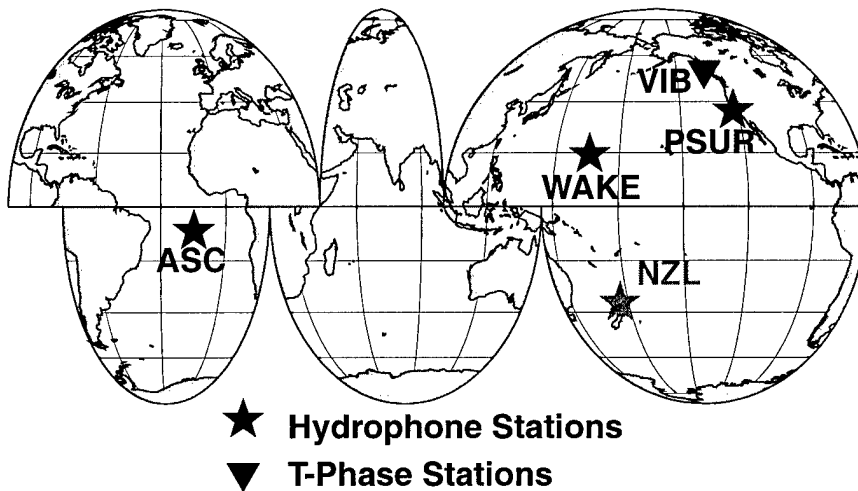 VIB
PSUR
WAKE
ASC
NZL
Hydrophone Stations
T-Phase Stations